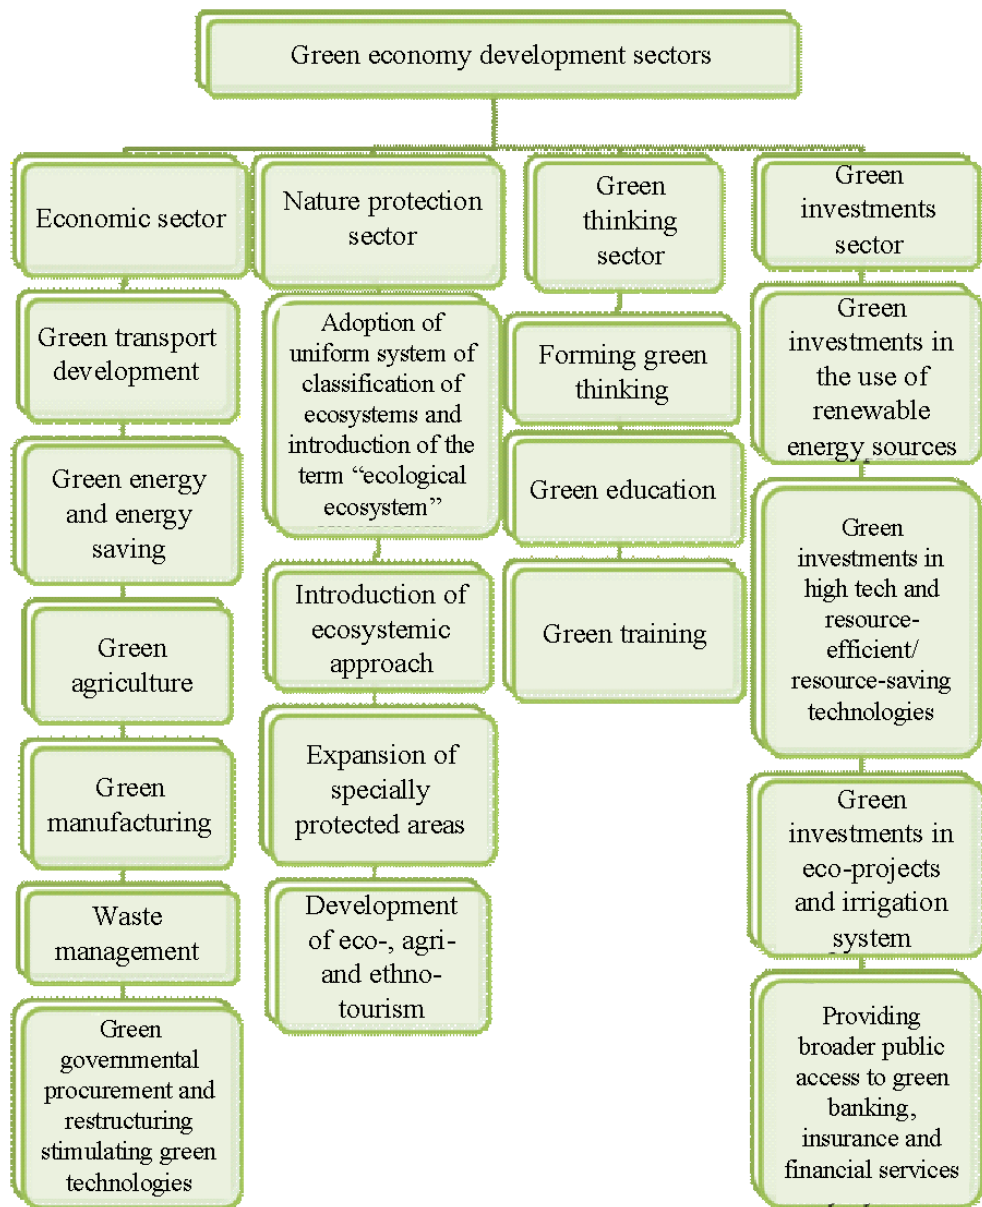 Green economy development sectors
Economic sector
Green transport
development
Green energy
and energy
saving
Green
agriculture
Green
manufacturing
Waste
management
Green
governmental
procurement and
restructuring
stimulating green
technologies
Nature protection
sector
Adoption of
uniform system of
classification of
ecosystems and
introduction of the
term “ecological
ecosystem”
Introduction of
ecosystemic
approach
Expansion of
specially
protected areas
Development
of eco-, agri-
and ethno-
tourism
Green
thinking
sector
Forming green
thinking
Green education
Green training
Green
investments
sector
Green
investments in
the use of
renewable
energy sources
Green
investments in
high tech and
resource-
efficient/
resource-saving
technologies
Green
investments in
eco-projects
and irrigation
system
Providing
broader public
access to green
banking,
insurance and
financial services